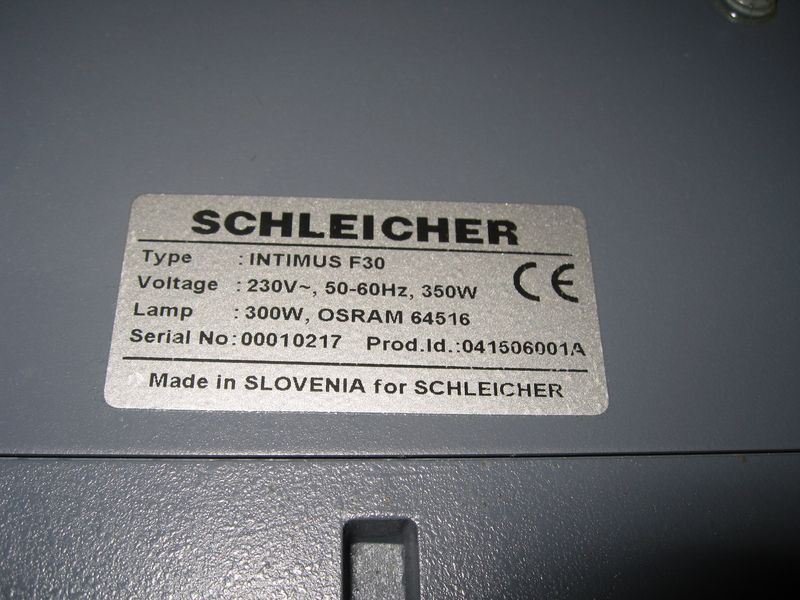 SCHLEICHER
Type : INTIMUS F30
Voltage : 230V~, 50-60Hz, 350W
CE
Lamp : 300W, OSRAM 64516
Serial No:00010217 Prod.Id.:041506001A
Made in SLOVENIA for SCHLEICHER